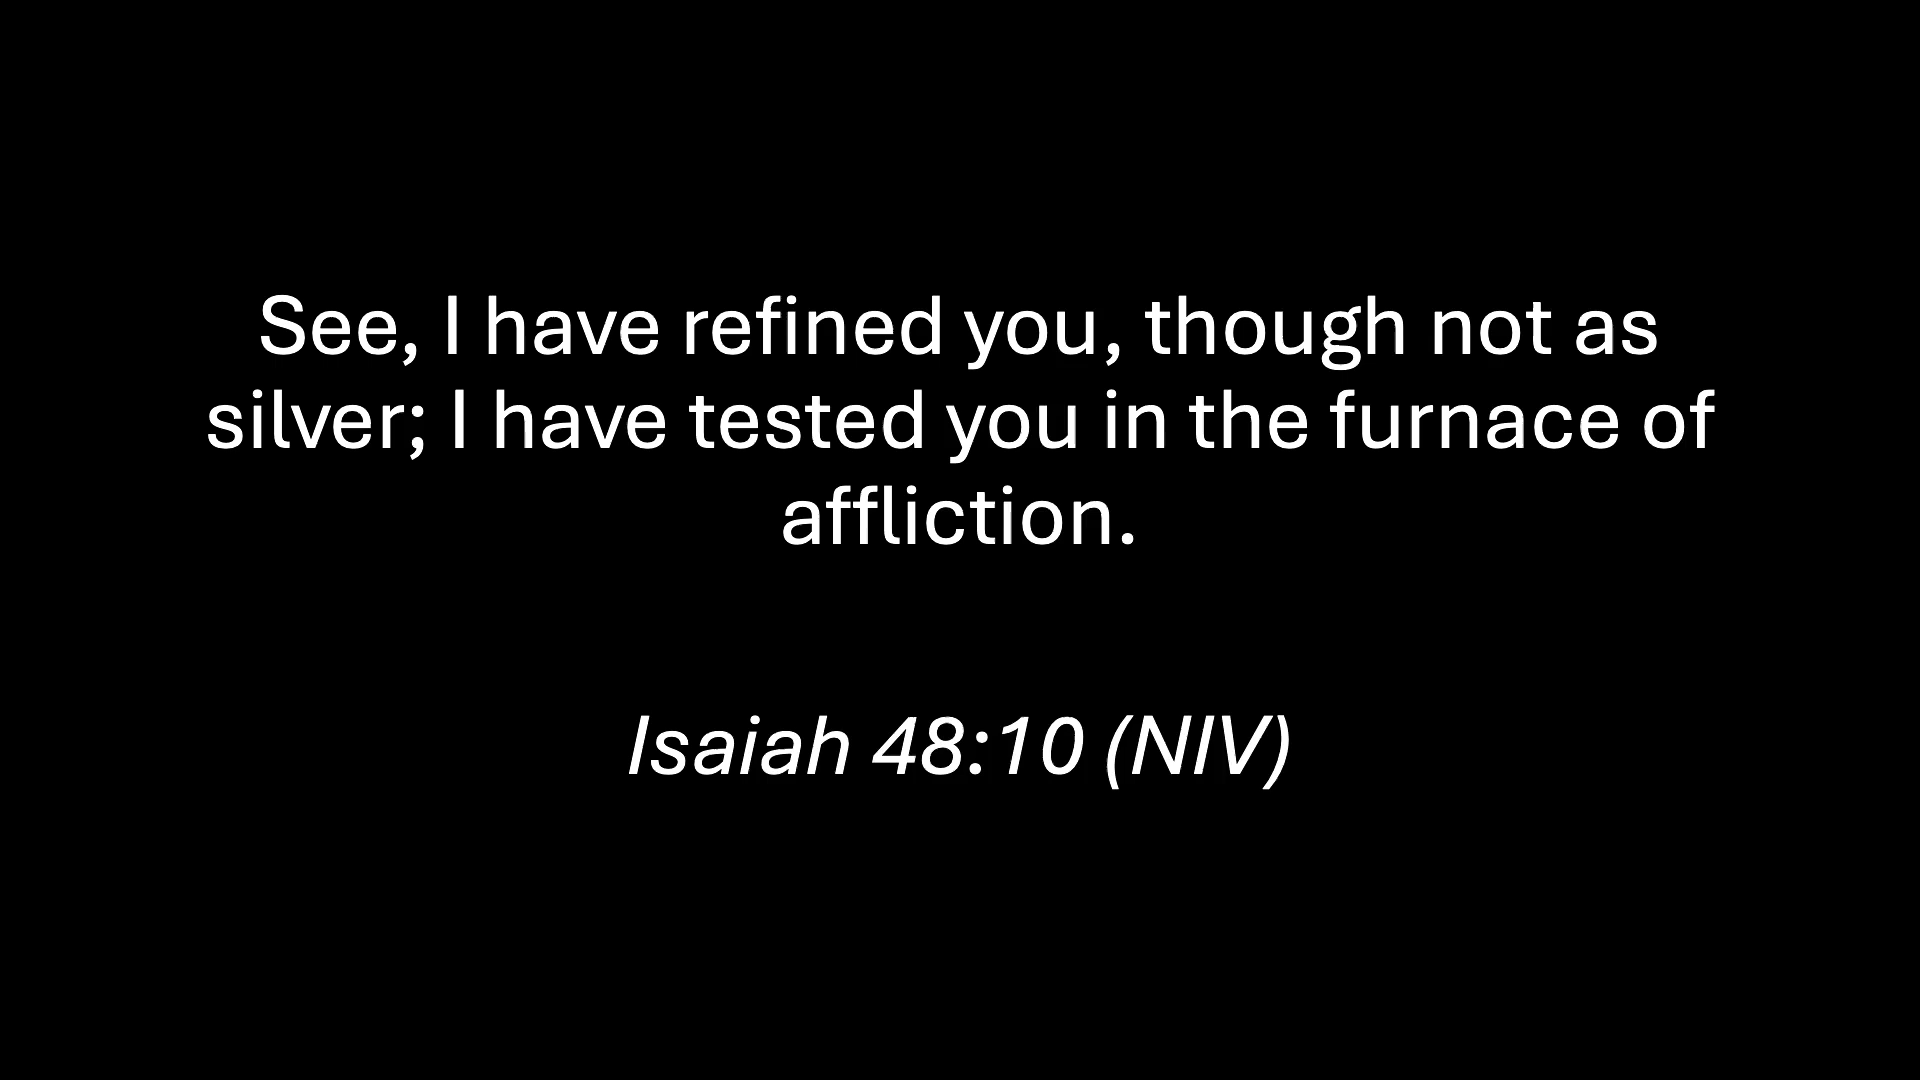 See, I have refined you, though not as
silver; I have tested you in the furnace of
affliction.
Isaiah 48:10 (NIV)